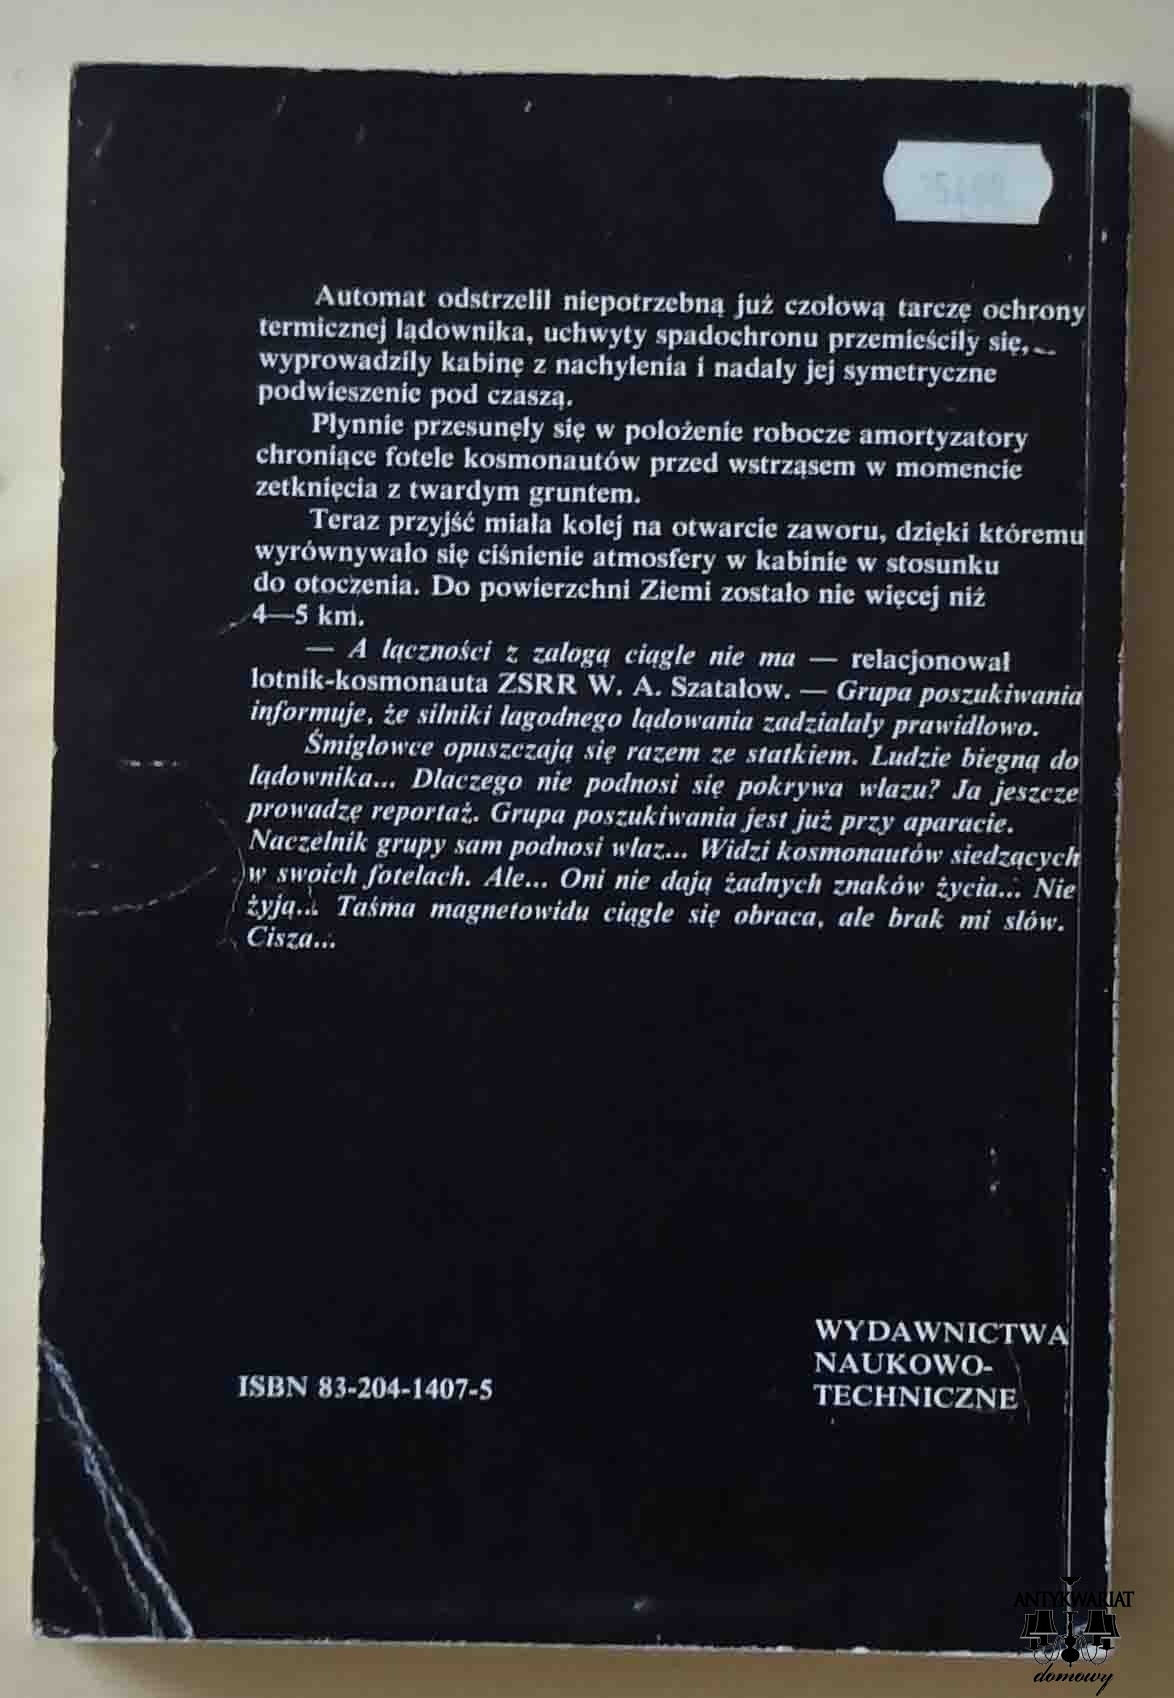 Automat odstrzelił niepotrzebną już czołową tarczę ochrony
termicznej lądownika, uchwyty spadochronu przemieściły się,
wyprowadziły kabinę z nachylenia i nadały jej symetryczne
podwieszenie pod czaszą.
Płynnie przesunęły się w położenie robocze amortyzatory
chroniące fotele kosmonautów przed wstrząsem w momencie
zetknięcia z twardym gruntem.
Teraz przyjść miała kolej na otwarcie zaworu, dzięki któremu
wyrównywało się ciśnienie atmosfery w kabinie w stosunku
do otoczenia. Do powierzchni Ziemi zostało nie więcej niż
4—5 km.
— A łączności z załogą ciągle nie ma — relacjonował
lotnik-kosmonauta ZSRR W. A. Szatałow. — Grupa poszukiwania
informuje, że silniki łagodnego lądowania zadziałały prawidłowo.
Śmigłowce opuszczają się razem ze statkiem. Ludzie biegną do
lądownika... Dlaczego nie podnosi się pokrywa włazu? Ja jeszcze
prowadzę reportaż. Grupa poszukiwania jest już przy aparacie.
Naczelnik grupy sam podnosi właz... Widzi kosmonautów siedzących
w swoich fotelach. Ale... Oni nie dają żadnych znaków życia... Nie
żyją... Taśma magnetowidu ciągle się obraca, ale brak mi słów.
Cisza...
ISBN 83-204-1407-5
WYDAWNICTWA
NAUKOWO-
TECHNICZNE
ANTYKWARIAT
domowy